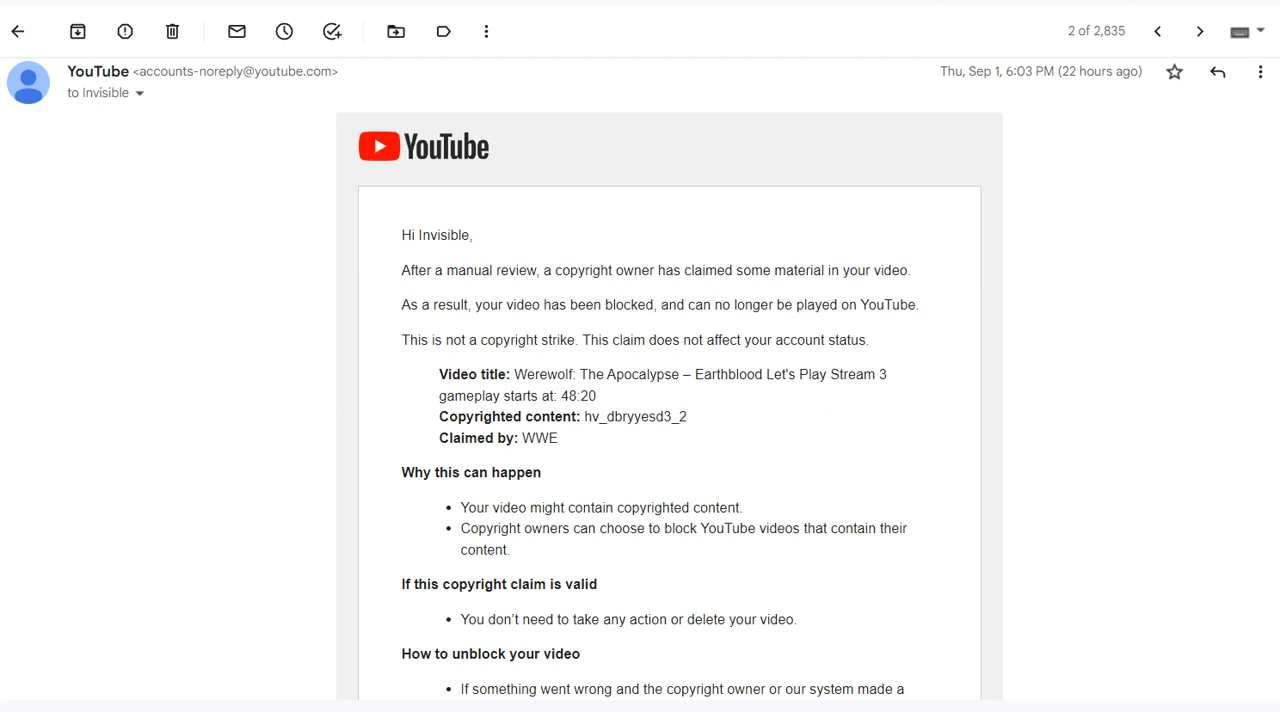 2 of 2,835
YouTube <accounts-noreply@youtube.com>
Thu, Sep 1, 6:03 PM (22 hours ago)
to Invisible
YouTube
Hi Invisible,
After a manual review, a copyright owner has claimed some material in your video.
As a result, your video has been blocked, and can no longer be played on YouTube.
This is not a copyright strike. This claim does not affect your account status.
Video title: Werewolf: The Apocalypse – Earthblood Let's Play Stream 3
gameplay starts at: 48:20
Copyrighted content: hv_dbryyesd3_2
Claimed by: WWE
Why this can happen
• Your video might contain copyrighted content.
• Copyright owners can choose to block YouTube videos that contain their
content.
If this copyright claim is valid
• You don’t need to take any action or delete your video.
How to unblock your video
• If something went wrong and the copyright owner or our system made a